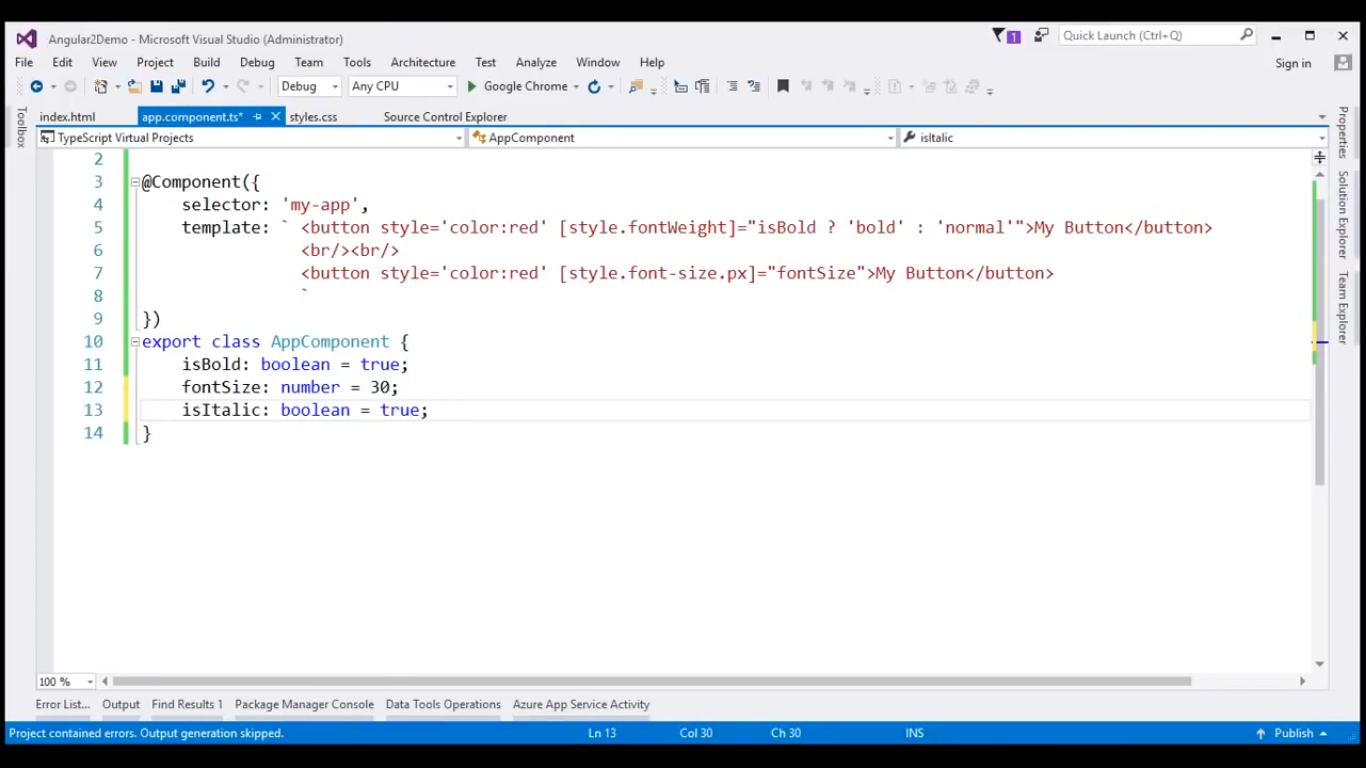 Angular2Demo - Microsoft Visual Studio (Administrator)
1
Quick Launch (Ctrl+Q)
File Edit View Project Build Debug Team Tools Architecture Test Analyze Window Help
Sign in
Debug Any CPU Google Chrome
Toolbox
index.html app.component.ts* styles.css Source Control Explorer
TypeScript Virtual Projects AppComponent isItalic
2
3 @Component({
4 selector: 'my-app',
5 template: ` <button style='color:red' [style.fontWeight]="isBold ? 'bold' : 'normal'">My Button</button>
6 <br/><br/>
7 <button style='color:red' [style.font-size.px]="fontSize">My Button</button>
8 `
9 })
10 export class AppComponent {
11 isBold: boolean = true;
12 fontSize: number = 30;
13 isItalic: boolean = true;
14 }
Properties
Solution Explorer
Team Explorer
100 %
Error List... Output Find Results 1 Package Manager Console Data Tools Operations Azure App Service Activity
Project contained errors. Output generation skipped. Ln 13 Col 30 Ch 30 INS Publish